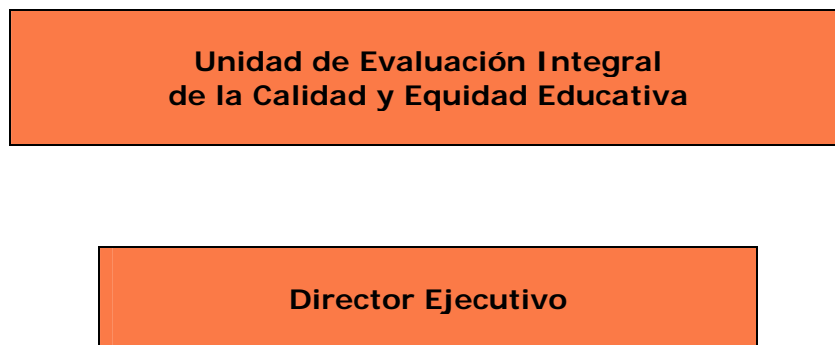 Unidad de Evaluación Integral
de la Calidad y Equidad Educativa
Director Ejecutivo